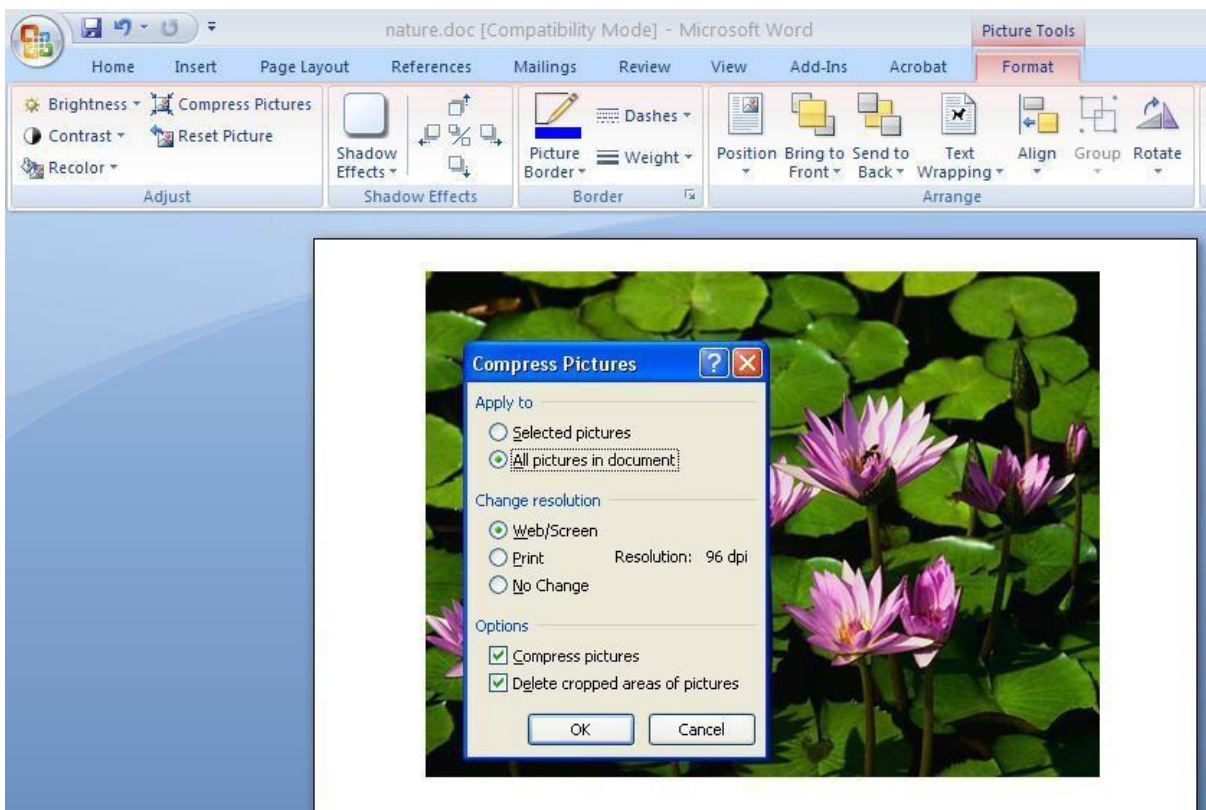 nature.doc [Compatibility Mode] - Microsoft Word
Picture Tools
Home Insert Page Layout References Mailings Review View Add-Ins Acrobat Format
Brightness Compress Pictures
Contrast Reset Picture
Recolor
Adjust
Shadow
Effects
Shadow Effects
Picture
Border
Dashes
Weight
Border
Position
Bring to
Front
Send to
Back
Text
Wrapping
Align
Group
Rotate
Arrange
Compress Pictures
Apply to
Selected pictures
All pictures in document
Change resolution
Web/Screen
Print Resolution: 96 dpi
No Change
Options
Compress pictures
Delete cropped areas of pictures
OK Cancel